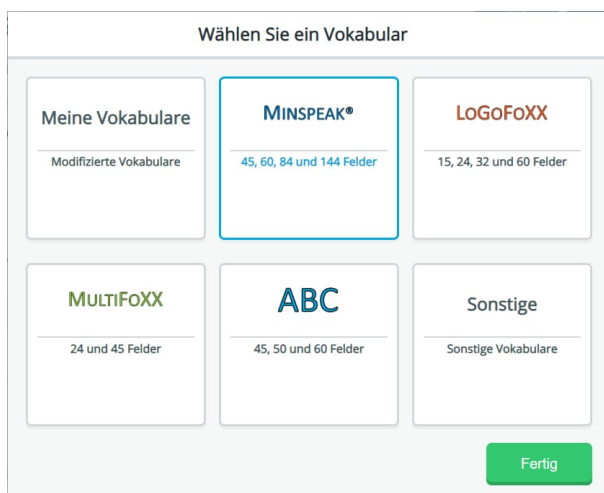 Wählen Sie ein Vokabular
Meine Vokabulare
Modifizierte Vokabulare
MINSPEAK®
45, 60, 84 und 144 Felder
LOGOFOXX
15, 24, 32 und 60 Felder
MULTIFOXX
24 und 45 Felder
ABC
45, 50 und 60 Felder
Sonstige
Sonstige Vokabulare
Fertig